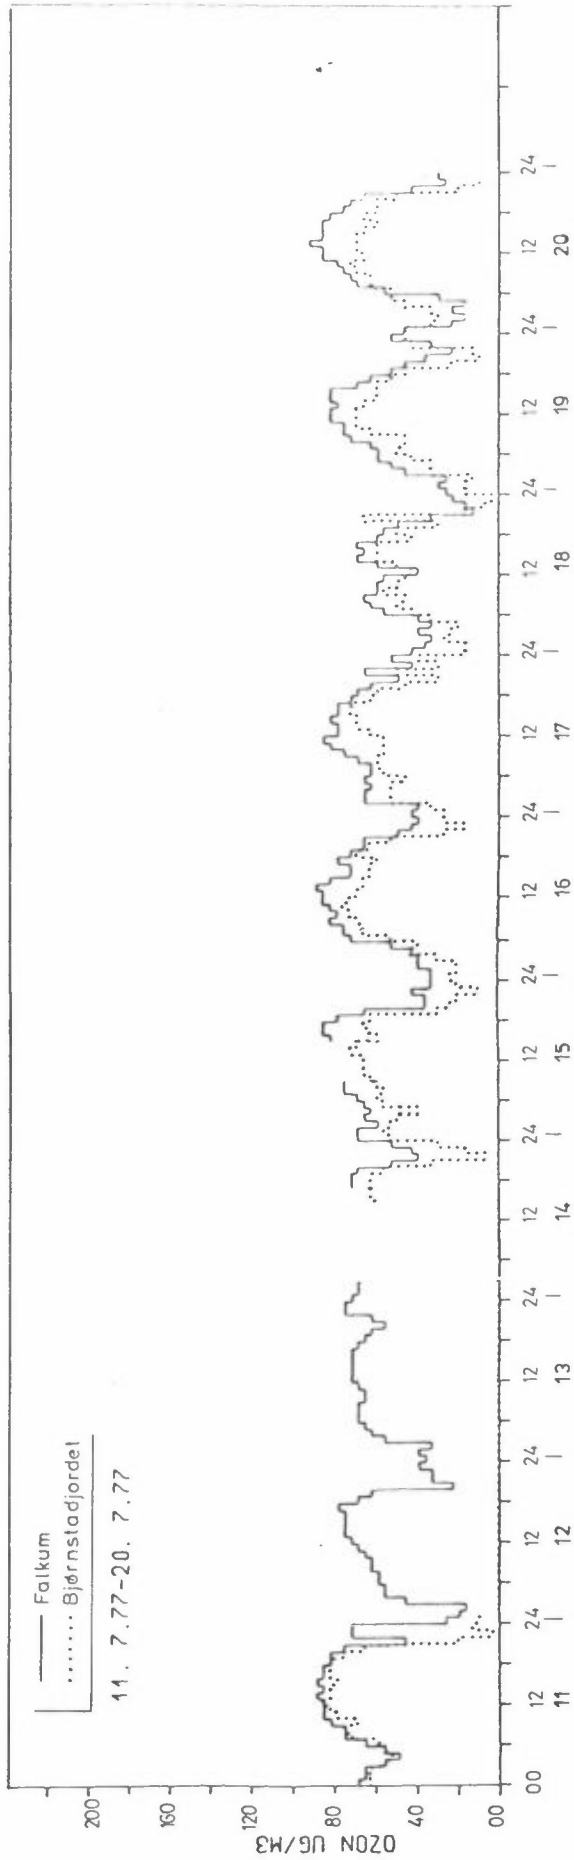 Falkum
Bjørnstadjordet
11. 7.77-20. 7.77
OZON UG/M3
200
160
120
80
40
00 12 24 12 24 12 24 12 24 12 24 12 24 12 24 12 24 12 24 12 24
11 | 12 | 13 | 14 | 15 | 16 | 17 | 18 | 19 | 20 |